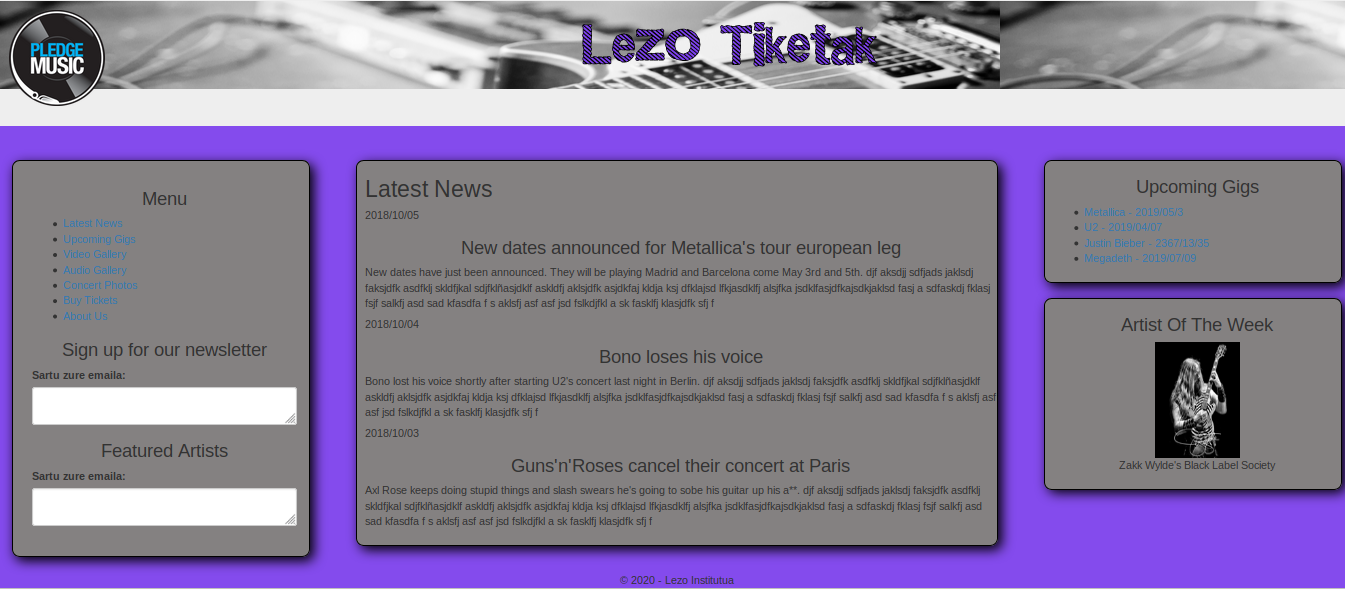 PLEDGE
MUSIC
Lezo Tiketak
Menu
Latest News
Upcoming Gigs
Video Gallery
Audio Gallery
Concert Photos
Buy Tickets
About Us
Sign up for our newsletter
Sartu zure emaila:
Featured Artists
Sartu zure emaila:
Latest News
2018/10/05
New dates announced for Metallica's tour european leg
New dates have just been announced. They will be playing Madrid and Barcelona come May 3rd and 5th. djf aksdjj sdfjads jaklsdj
faksjdfk asdfklj skldfjkal sdjfklñasjdklf askldfj aklsjdfk asjdkfaj kldja ksj dfklajsd lfkjasdklfj alsjfka jsdklfasjdfkajsdkjaklsd fasj a sdfaskdj fklasj
fsjf salkfj asd sad kfasdfa f s aklsfj asf asf jsd fslkdjfkl a sk fasklfj klasjdfk sfj f
2018/10/04
Bono loses his voice
Bono lost his voice shortly after starting U2's concert last night in Berlin. djf aksdjj sdfjads jaklsdj faksjdfk asdfklj skldfjkal sdjfklñasjdklf
askldfj aklsjdfk asjdkfaj kldja ksj dfklajsd lfkjasdklfj alsjfka jsdklfasjdfkajsdkjaklsd fasj a sdfaskdj fklasj fsjf salkfj asd sad kfasdfa f s aklsfj asf
asf jsd fslkdjfkl a sk fasklfj klasjdfk sfj f
2018/10/03
Guns'n'Roses cancel their concert at Paris
Axl Rose keeps doing stupid things and slash swears he's going to sobe his guitar up his a**. djf aksdjj sdfjads jaklsdj faksjdfk asdfklj
skldfjkal sdjfklñasjdklf askldfj aklsjdfk asjdkfaj kldja ksj dfklajsd lfkjasdklfj alsjfka jsdklfasjdfkajsdkjaklsd fasj a sdfaskdj fklasj fsjf salkfj asd
sad kfasdfa f s aklsfj asf asf jsd fslkdjfkl a sk fasklfj klasjdfk sfj f
Upcoming Gigs
Metallica - 2019/05/3
U2 - 2019/04/07
Justin Bieber - 2367/13/35
Megadeth - 2019/07/09
Artist Of The Week
Zakk Wylde's Black Label Society
© 2020 - Lezo Institutua